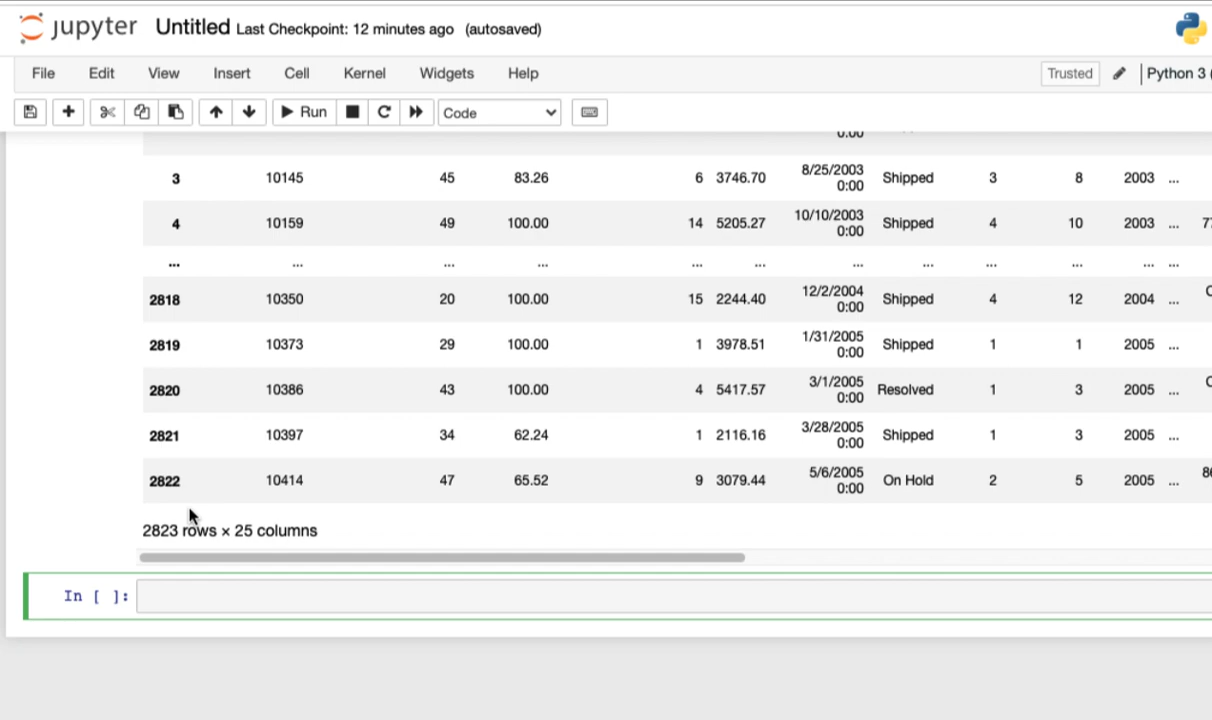 jupyter Untitled Last Checkpoint: 12 minutes ago (autosaved)
File Edit View Insert Cell Kernel Widgets Help Trusted Python 3 (
Run Code
0:00
3 10145 45 83.26 6 3746.70 8/25/2003 0:00 Shipped 3 8 2003 ...
4 10159 49 100.00 14 5205.27 10/10/2003 0:00 Shipped 4 10 2003 ... 77
... ... ... ... ... ... ... ... ... ... ... ...
2818 10350 20 100.00 15 2244.40 12/2/2004 0:00 Shipped 4 12 2004 ... C
2819 10373 29 100.00 1 3978.51 1/31/2005 0:00 Shipped 1 1 2005 ...
2820 10386 43 100.00 4 5417.57 3/1/2005 0:00 Resolved 1 3 2005 ... C
2821 10397 34 62.24 1 2116.16 3/28/2005 0:00 Shipped 1 3 2005 ...
2822 10414 47 65.52 9 3079.44 5/6/2005 0:00 On Hold 2 5 2005 ... 86
2823 rows × 25 columns
In [ ]: